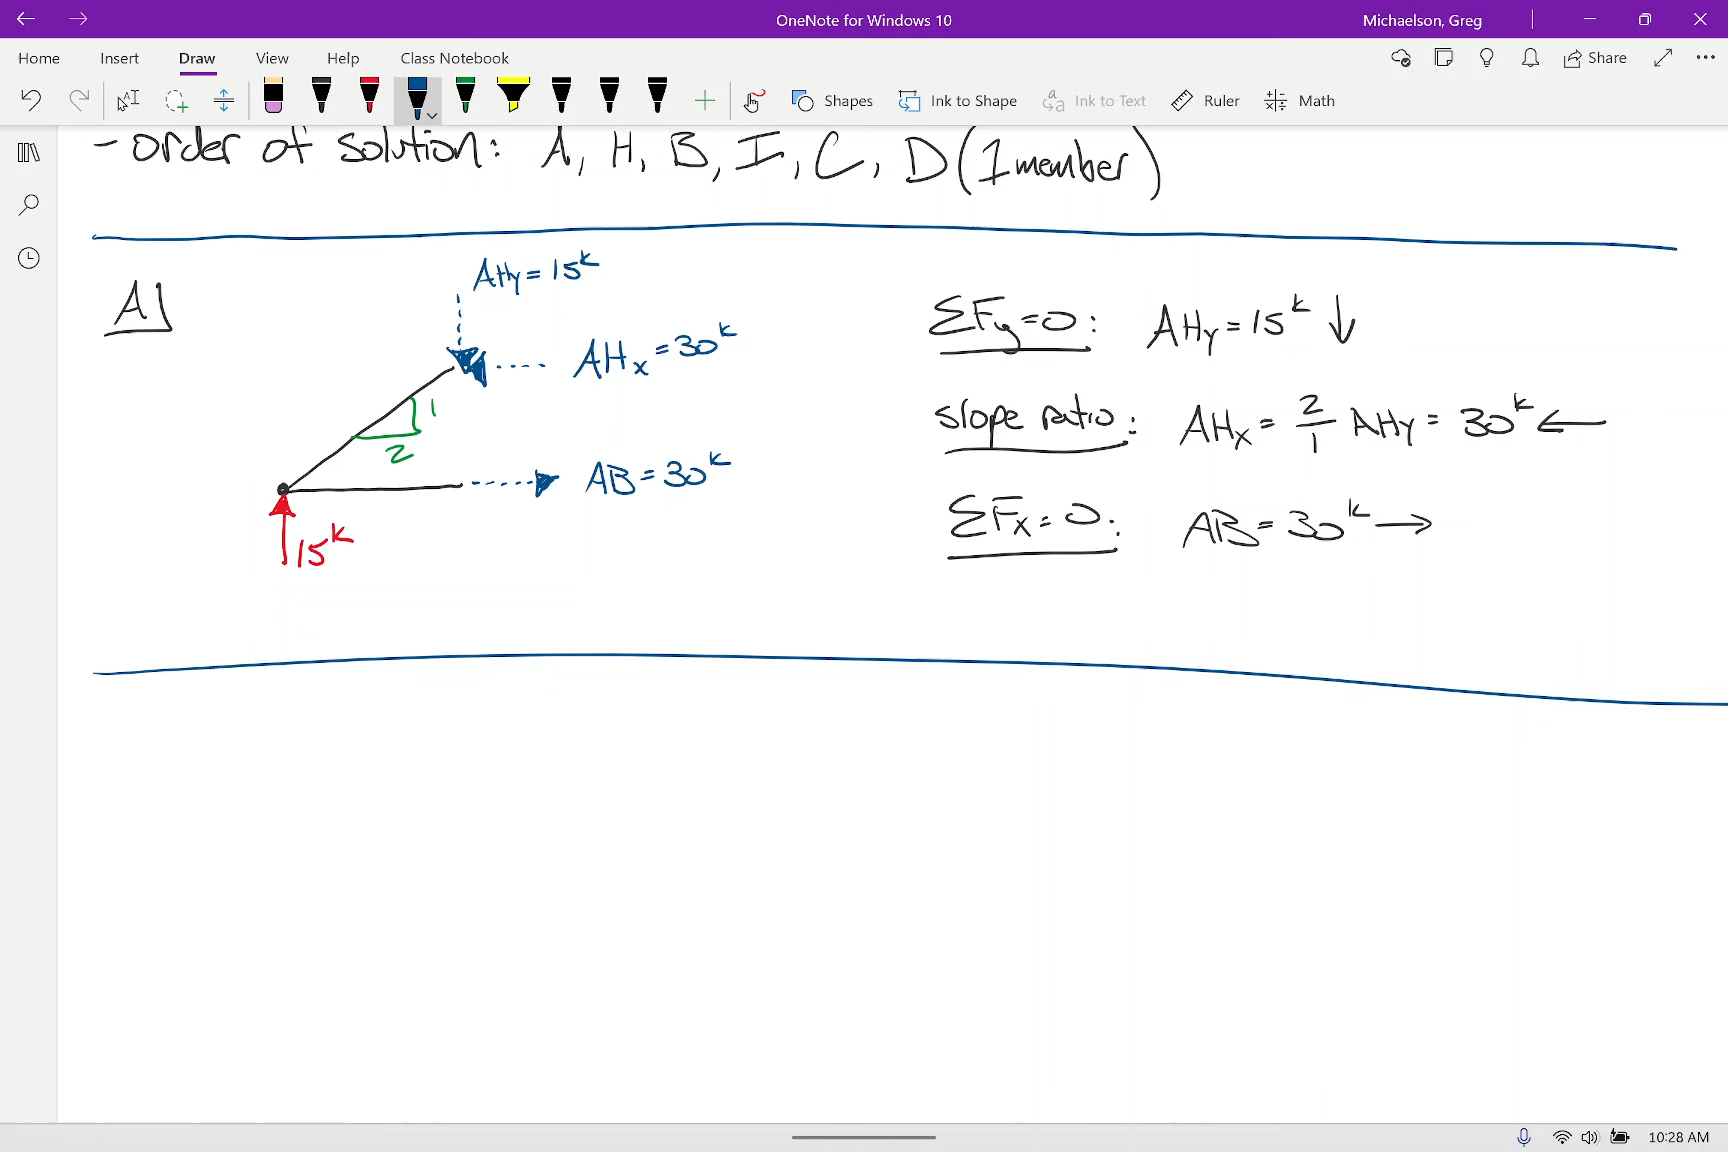 OneNote for Windows 10
Michaelson, Greg
Home Insert Draw View Help Class Notebook
Share
Shapes Ink to Shape Ink to Text Ruler Math
- order of solution: A, H, B, I, C, D (1 member)
A
AHy = 15ᵏ
AHx = 30ᵏ
1
2
AB = 30ᵏ
15ᵏ
ΣFy = 0: AHy = 15ᵏ ↓
slope ratio: AHx = 2/1 AHy = 30ᵏ ←
ΣFx = 0: AB = 30ᵏ →
10:28 AM